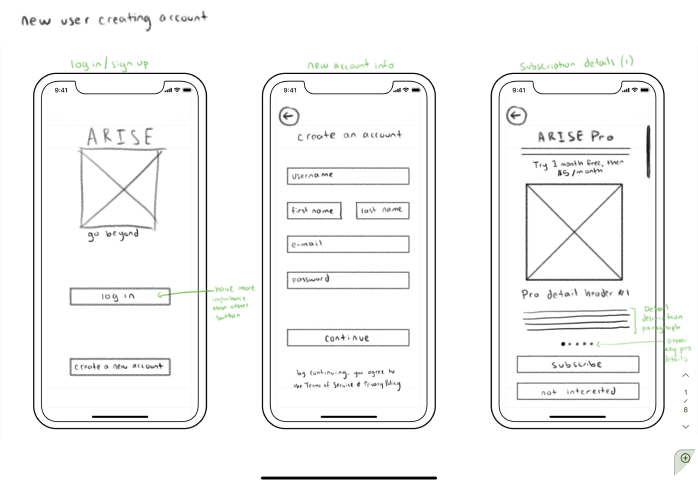 new user creating account
log in / sign up
9:41
ARISE
go beyond
log in
have more
importance
than other
button
create a new account
new account info
9:41
create an account
username
first name
last name
e-mail
password
continue
by continuing, you agree to
the Terms of Service & Privacy Policy
subscription details (1)
9:41
ARISE Pro
Try 1 month free, then
$5/month
Pro detail header #1
Detail
description
paragraph
other
key pro
details
subscribe
not interested
1
/
8